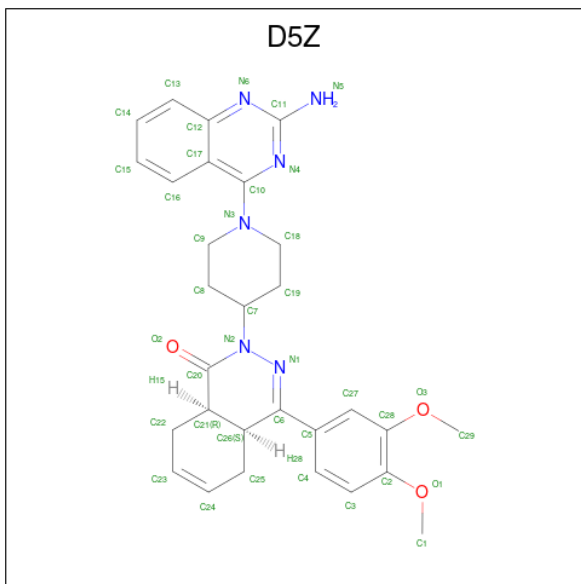 D5Z
C13 N6 N5
C14 C12 N C11 NH2
C15 C17 N N4
C16 C10
N3 N
C9 C18
C8 C19
C7
O2 O N2 N N N1
C20 C27 O3
H15 H C6 C28 O
C22 C21(R) C5 C29
C26(S) H H28 C4 C2 O1
C23 C25 C3 O
C24 C1